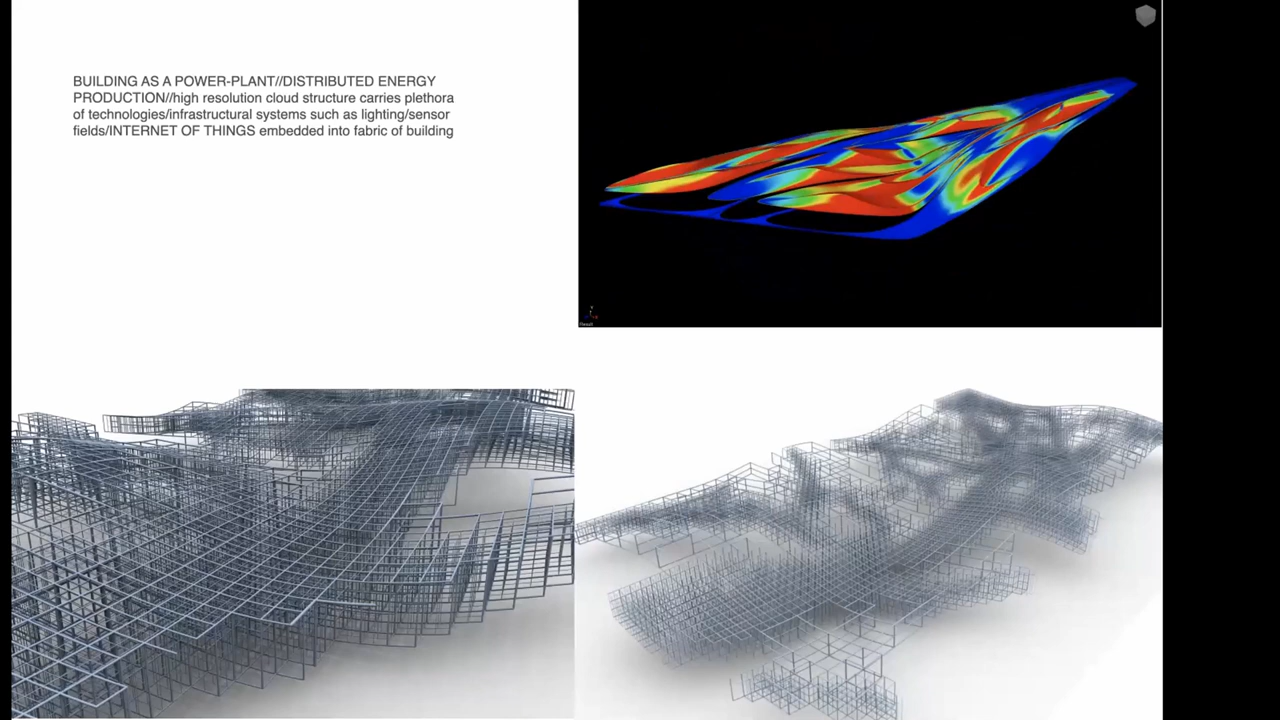 BUILDING AS A POWER-PLANT//DISTRIBUTED ENERGY
PRODUCTION//high resolution cloud structure carries plethora
of technologies/infrastructural systems such as lighting/sensor
fields/INTERNET OF THINGS embedded into fabric of building